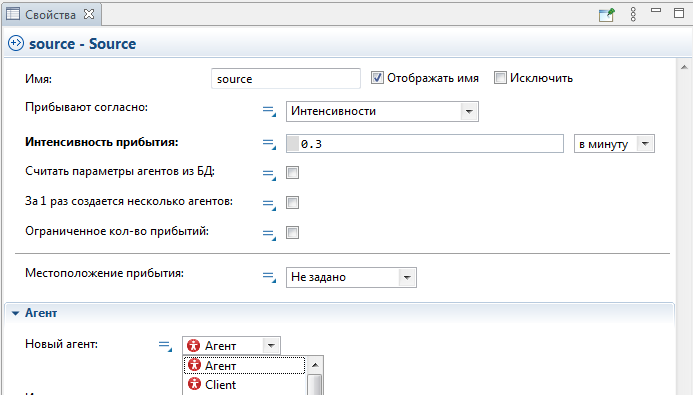 Свойства
source - Source
Имя: source Отображать имя Исключить
Прибывают согласно: Интенсивности
Интенсивность прибытия: 0.3 в минуту
Считать параметры агентов из БД:
За 1 раз создается несколько агентов:
Ограниченное кол-во прибытий:
Местоположение прибытия: Не задано
Агент
Новый агент: Агент
Агент
Client